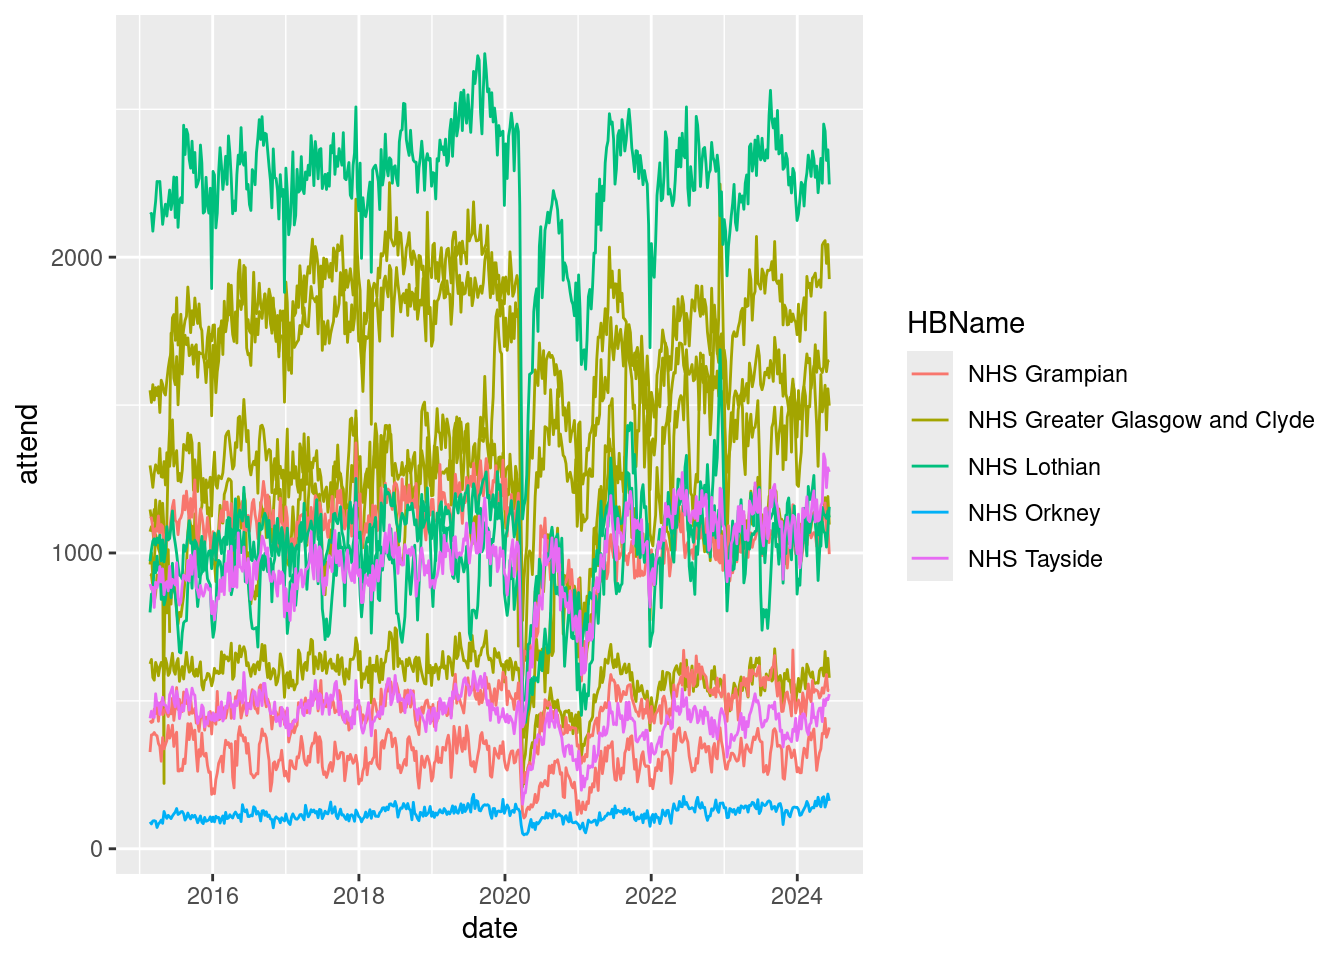 attend
2000
1000
0
2016 2018 2020 2022 2024
date
HBName
NHS Grampian
NHS Greater Glasgow and Clyde
NHS Lothian
NHS Orkney
NHS Tayside